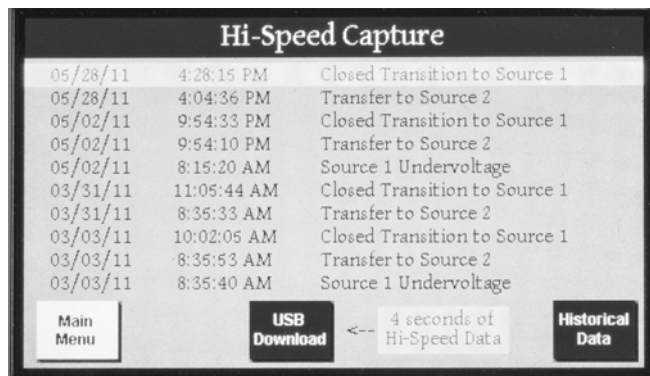 Hi-Speed Capture
05/28/11 4:28:15 PM Closed Transition to Source 1
05/28/11 4:04:36 PM Transfer to Source 2
05/02/11 9:54:33 PM Closed Transition to Source 1
05/02/11 9:54:10 PM Transfer to Source 2
05/02/11 8:15:20 AM Source 1 Undervoltage
03/31/11 11:05:44 AM Closed Transition to Source 1
03/31/11 8:35:33 AM Transfer to Source 2
03/03/11 10:02:05 AM Closed Transition to Source 1
03/03/11 8:35:53 AM Transfer to Source 2
03/03/11 8:35:40 AM Source 1 Undervoltage
Main
Menu
USB
Download
<--
4 seconds of
Hi-Speed Data
Historical
Data